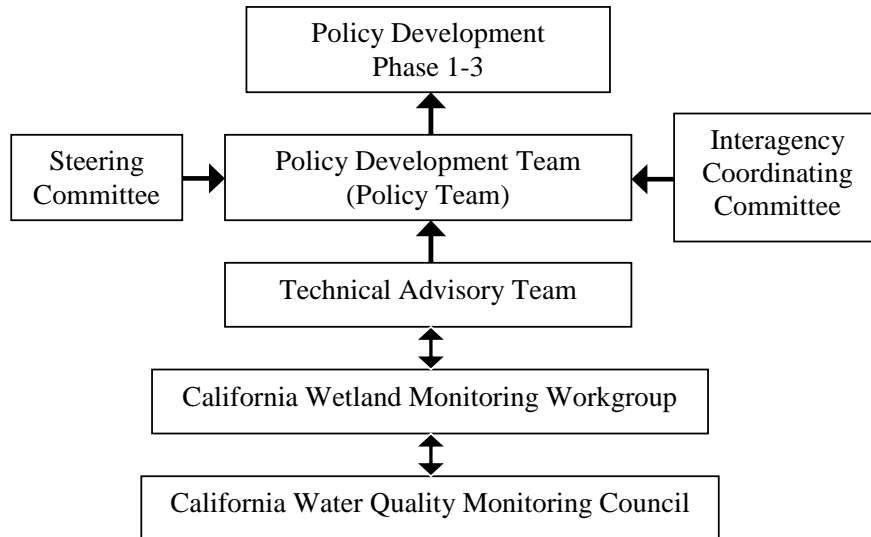 Policy Development
Phase 1-3
Steering
Committee
Policy Development Team
(Policy Team)
Interagency
Coordinating
Committee
Technical Advisory Team
California Wetland Monitoring Workgroup
California Water Quality Monitoring Council